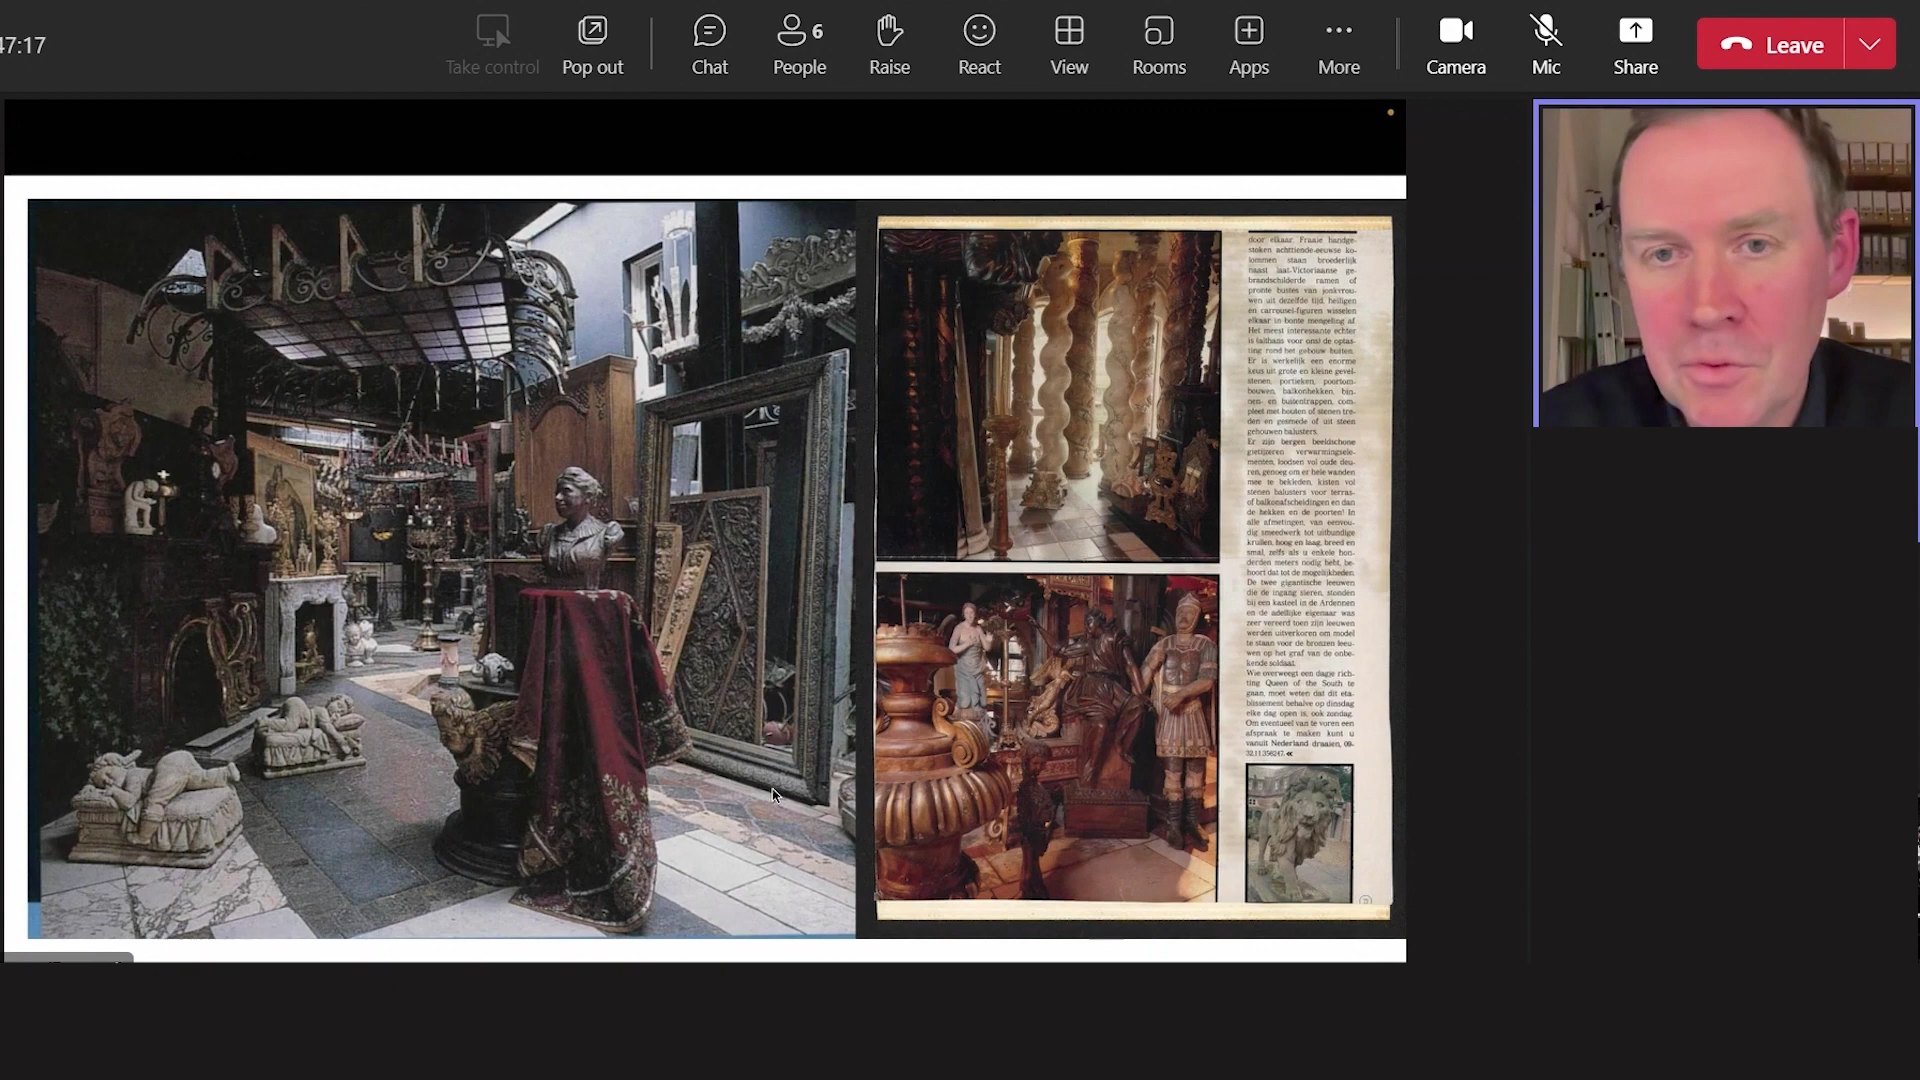 47:17
Take control
Pop out
Chat
6
People
Raise
React
View
Rooms
Apps
More
Camera
Mic
Share
Leave
door elkaar. Fraaie handge-
stoken achttiende-eeuwse ko-
lommen staan broederlijk
naast laat-Victoriaanse ge-
brandschilderde ramen of
pronte bustes van jonkvrou-
wen uit dezelfde tijd, heiligen
en carrousel-figuren wisselen
elkaar in bonte mengeling af.
Het meest interessante echter
is (althans voor ons) de optas-
ting rond het gebouw buiten.
Er is werkelijk een enorme
keus uit grote en kleine gevel-
stenen, portieken, poortom-
bouwen, balkonhekken, bin-
nen- en buitentrappen, com-
pleet met houten of stenen tre-
den en gesmede of uit steen
gehouwen balusters.
Er zijn bergen beeldschone
gietijzeren verwarmingsele-
menten, loodsen vol oude deu-
ren, genoeg om er hele wanden
mee te bekleden, kisten vol
stenen balusters voor terras-
of balkonafscheidingen en dan
de hekken en de poorten! In
alle afmetingen, van eenvou-
dig smeedwerk tot uitbundige
krullen, hoog en laag, breed en
smal, zelfs als u enkele hon-
derden meters nodig hebt, be-
hoort dat tot de mogelijkheden.
De twee gigantische leeuwen
die de ingang sieren, stonden
bij een kasteel in de Ardennen
en de adellijke eigenaar was
zeer vereerd toen zijn leeuwen
werden uitverkoren om model
te staan voor de bronzen leeu-
wen op het graf van de onbe-
kende soldaat.
Wie overweegt een dagje rich-
ting Queen of the South te
gaan, moet weten dat dit eta-
blissement behalve op dinsdag
elke dag open is, ook zondag.
Om eventueel van te voren een
afspraak te maken kunt u
vanuit Nederland draaien, 09-
32.11.356247. «